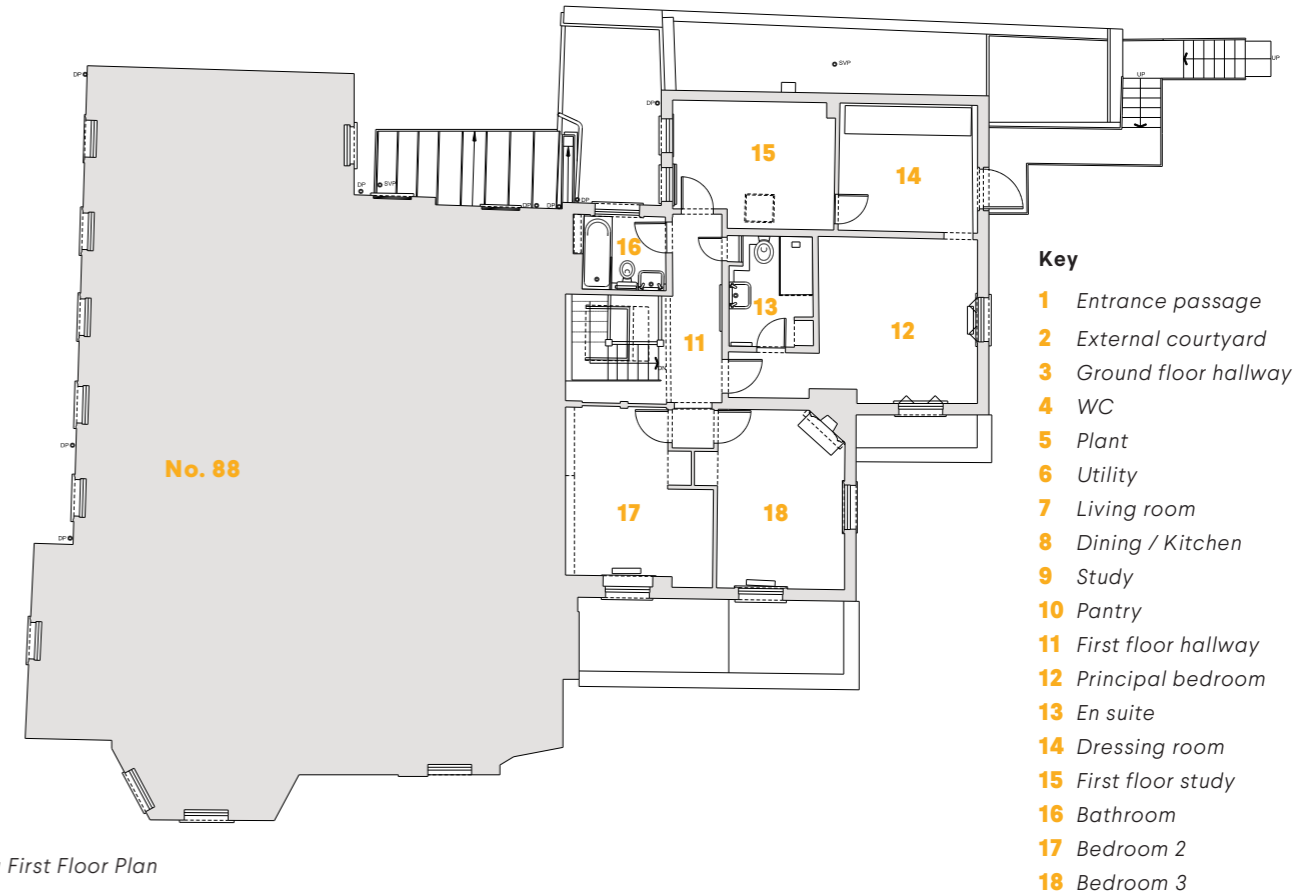 UP
UP
SVP
DP
DP
15
14
SVP
DP
DP
DP
DP
16
Key
1 Entrance passage
2 External courtyard
3 Ground floor hallway
4 WC
5 Plant
6 Utility
7 Living room
8 Dining / Kitchen
9 Study
10 Pantry
11 First floor hallway
12 Principal bedroom
13 En suite
14 Dressing room
15 First floor study
16 Bathroom
17 Bedroom 2
18 Bedroom 3
13
12
11
DN
DP
No. 88
17
18
DP
First Floor Plan